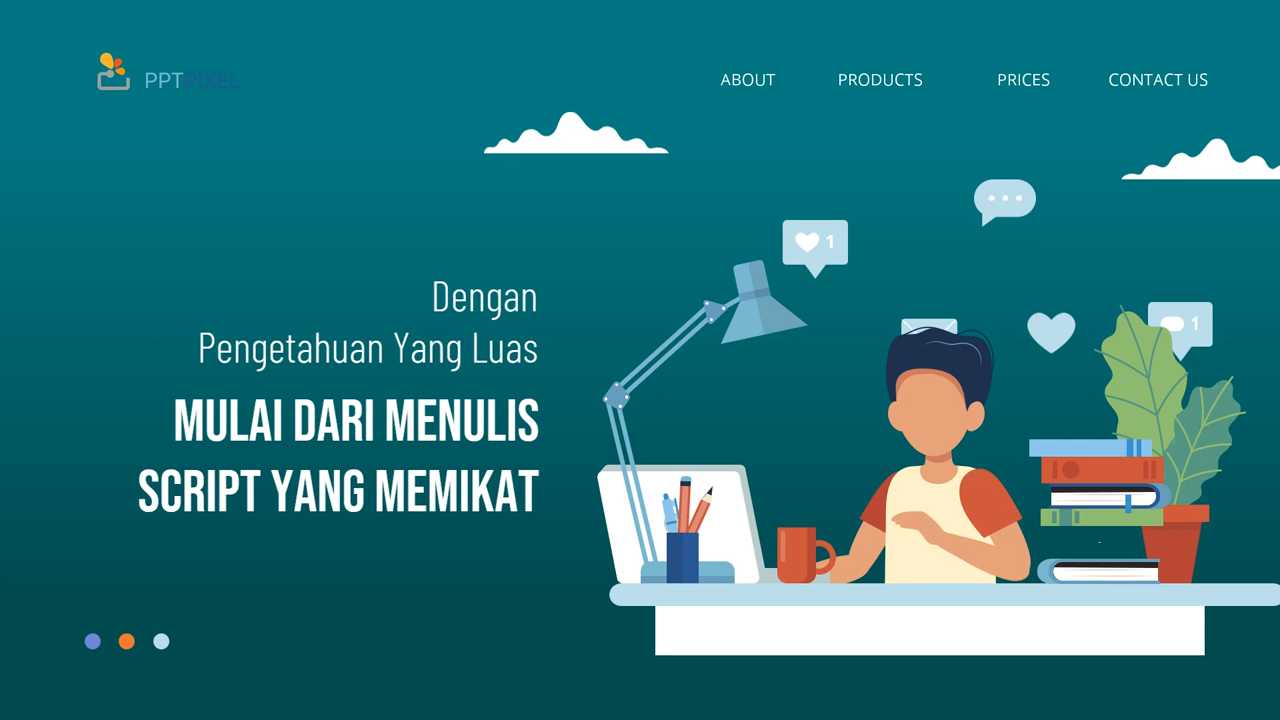 PPTPIXEL
ABOUT PRODUCTS PRICES CONTACT US
1
1
Dengan
Pengetahuan Yang Luas
MULAI DARI MENULIS
SCRIPT YANG MEMIKAT